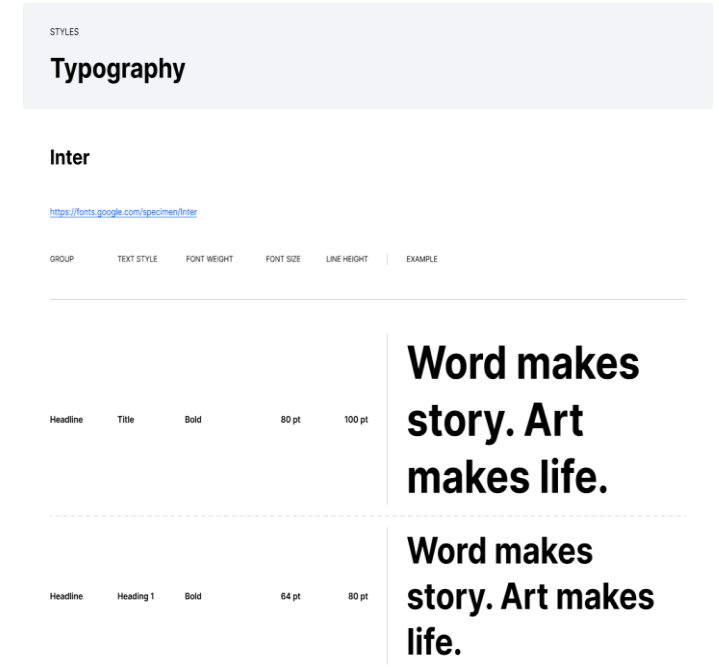 STYLES
Typography
Inter
https://fonts.google.com/specimen/Inter
GROUP TEXT STYLE FONT WEIGHT FONT SIZE LINE HEIGHT EXAMPLE
Headline Title Bold 80 pt 100 pt
Word makes
story. Art
makes life.
Headline Heading 1 Bold 64 pt 80 pt
Word makes
story. Art makes
life.